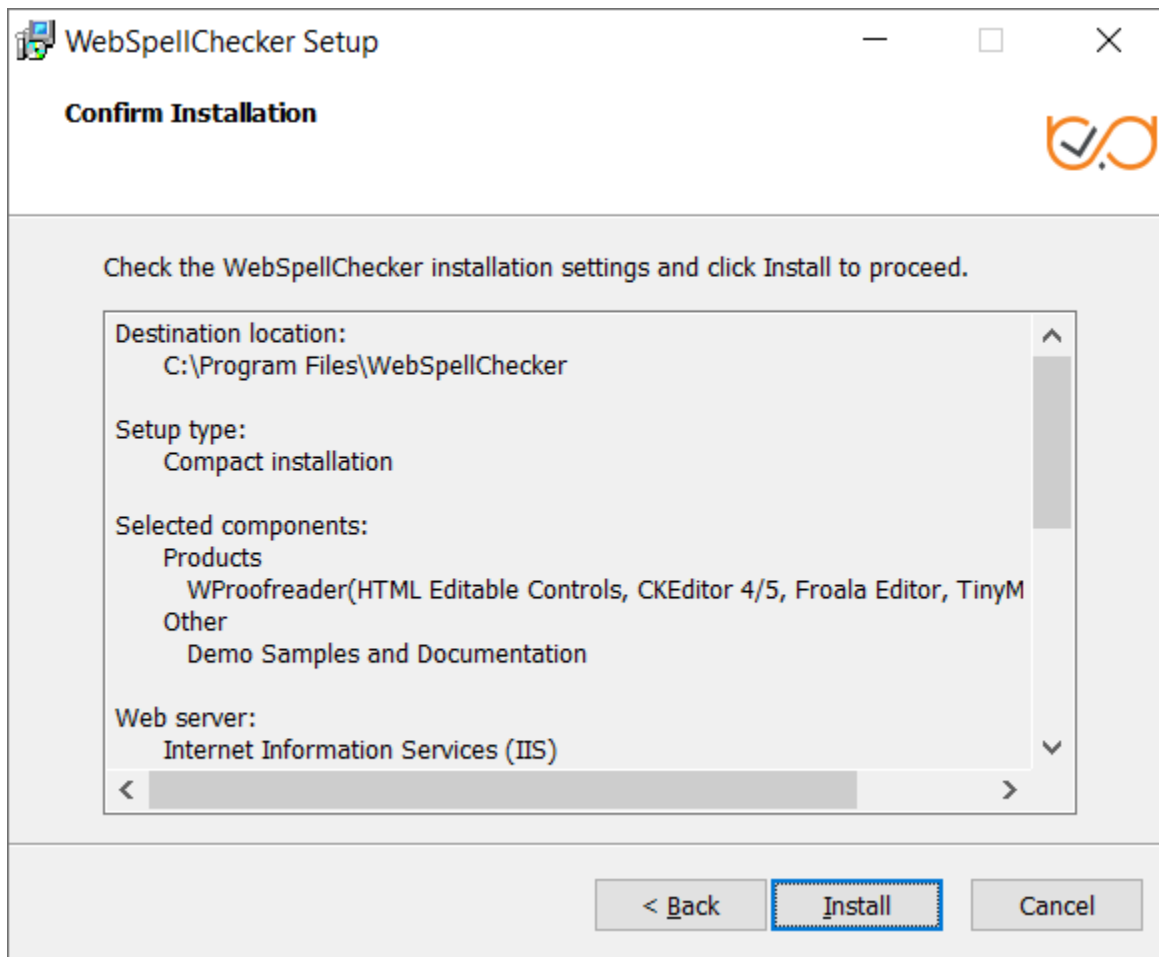 WebSpellChecker Setup
Confirm Installation
Check the WebSpellChecker installation settings and click Install to proceed.
Destination location:
C:\Program Files\WebSpellChecker
Setup type:
Compact installation
Selected components:
Products
WProofreader(HTML Editable Controls, CKEditor 4/5, Froala Editor, TinyM
Other
Demo Samples and Documentation
Web server:
Internet Information Services (IIS)
< Back
Install
Cancel